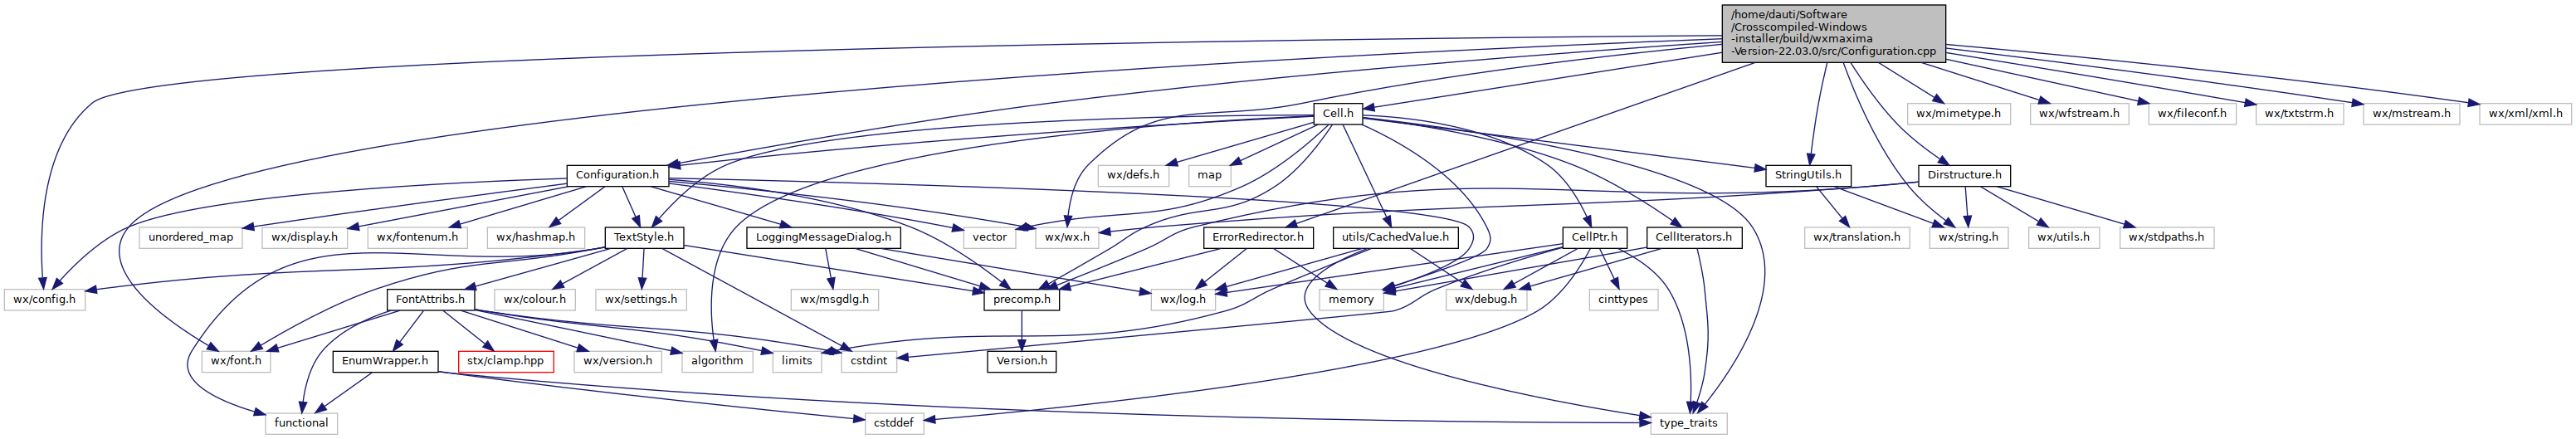 /home/dauti/Software
/Crosscompiled-Windows
-installer/build/wxmaxima
-Version-22.03.0/src/Configuration.cpp
Cell.h
wx/mimetype.h
wx/wfstream.h
wx/fileconf.h
wx/txtstrm.h
wx/mstream.h
wx/xml/xml.h
Configuration.h
wx/defs.h
map
StringUtils.h
Dirstructure.h
unordered_map
wx/display.h
wx/fontenum.h
wx/hashmap.h
TextStyle.h
LoggingMessageDialog.h
vector
wx/wx.h
ErrorRedirector.h
utils/CachedValue.h
CellPtr.h
CellIterators.h
wx/translation.h
wx/string.h
wx/utils.h
wx/stdpaths.h
wx/config.h
FontAttribs.h
wx/colour.h
wx/settings.h
wx/msgdlg.h
precomp.h
wx/log.h
memory
wx/debug.h
cinttypes
wx/font.h
EnumWrapper.h
stx/clamp.hpp
wx/version.h
algorithm
limits
cstdint
Version.h
functional
cstddef
type_traits